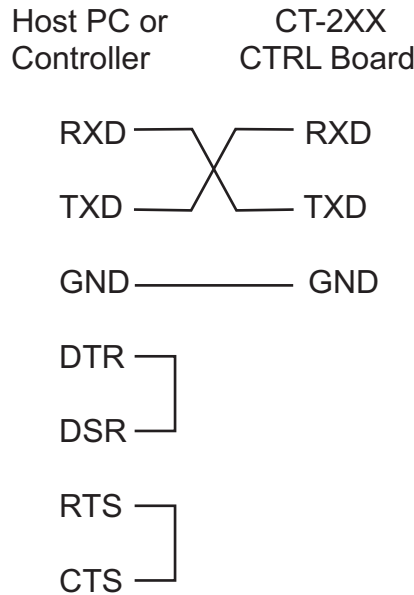 Host PC or
Controller
CT-2XX
CTRL Board
RXD RXD
TXD TXD
GND GND
DTR
DSR
RTS
CTS